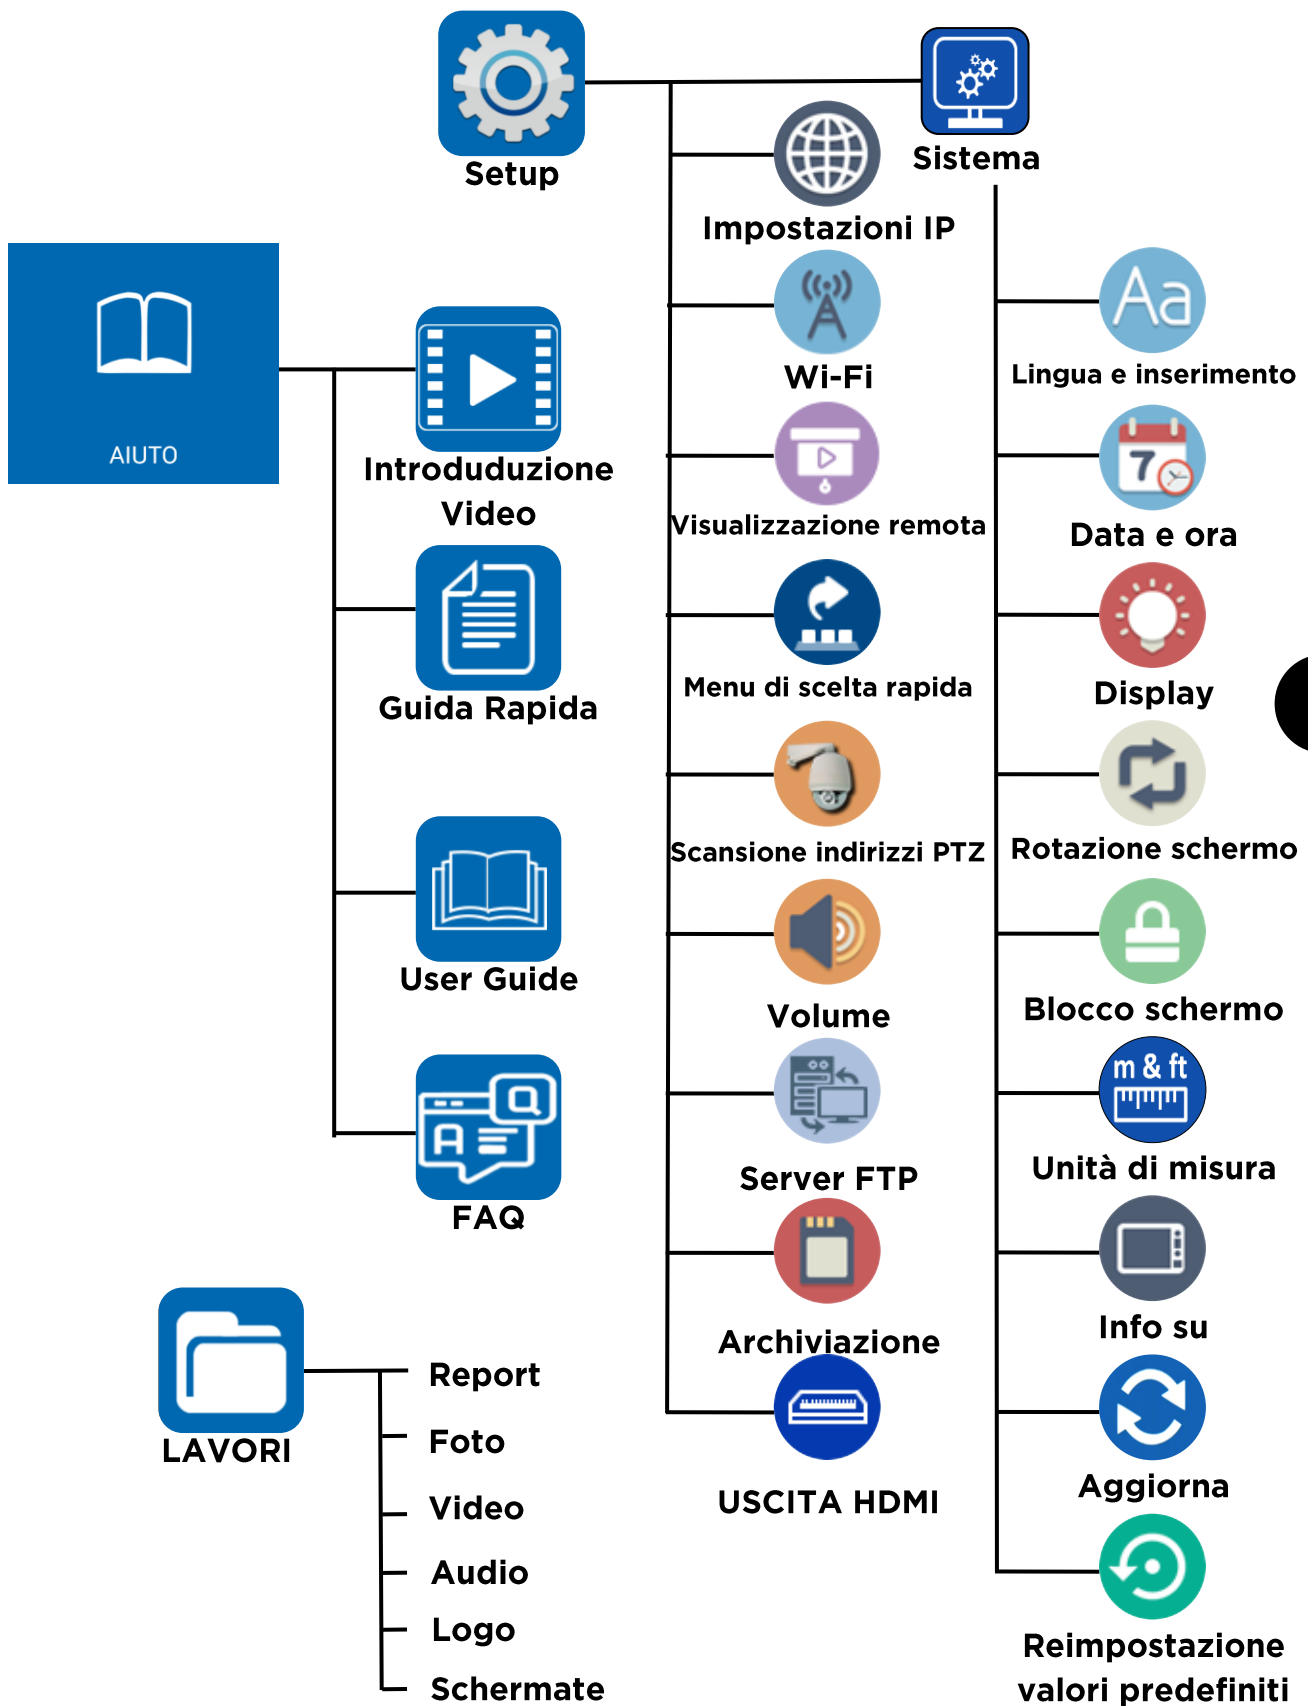 Setup
Sistema
Impostazioni IP
Wi-Fi
Visualizzazione remota
Menu di scelta rapida
Scansione indirizzi PTZ
Volume
Server FTP
Archiviazione
USCITA HDMI
Aa
Lingua e inserimento
7
Data e ora
Display
Rotazione schermo
Blocco schermo
m & ft
Unità di misura
Info su
Aggiorna
Reimpostazione
valori predefiniti
AIUTO
Introduduzione
Video
Guida Rapida
User Guide
Q
A
FAQ
LAVORI
Report
Foto
Video
Audio
Logo
Schermate